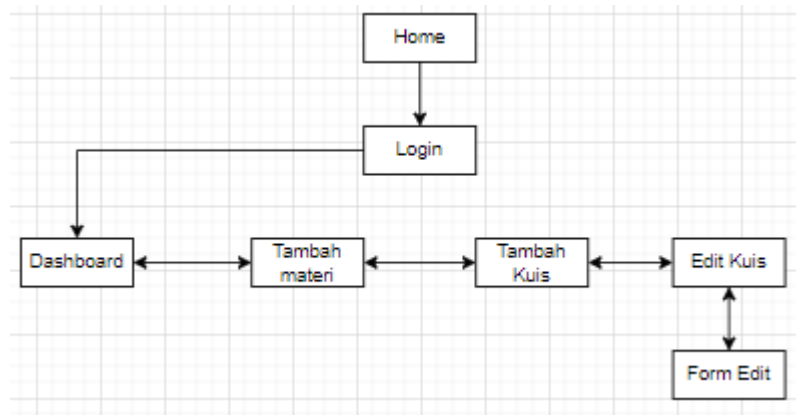 Home
Login
Dashboard
Tambah
materi
Tambah
Kuis
Edit Kuis
Form Edit